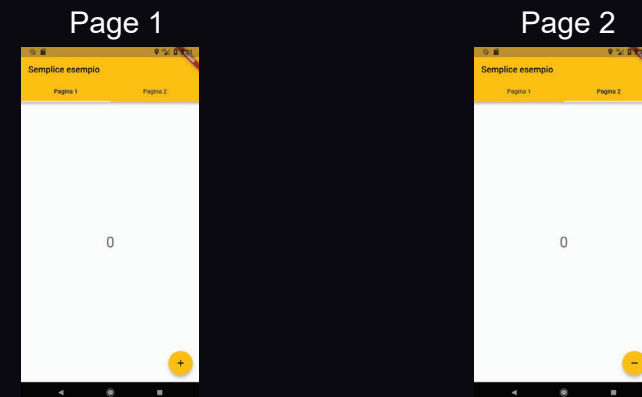 Page 1
Page 2
Semplice esempio
Pagina 1
Pagina 2
0
+
Semplice esempio
Pagina 1
Pagina 2
0
−